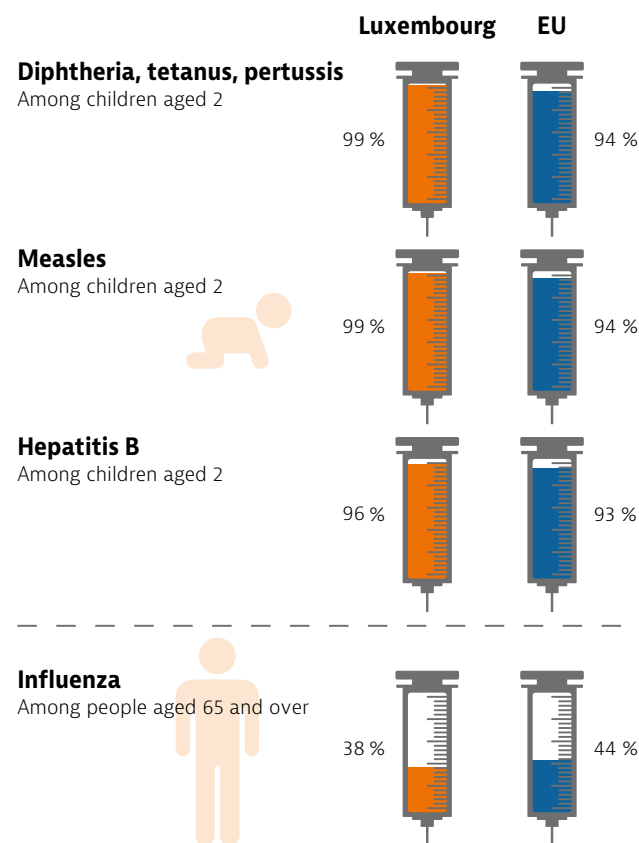 Luxembourg EU
Diphtheria, tetanus, pertussis
Among children aged 2
99 % 94 %
Measles
Among children aged 2
99 % 94 %
Hepatitis B
Among children aged 2
96 % 93 %
Influenza
Among people aged 65 and over
38 % 44 %